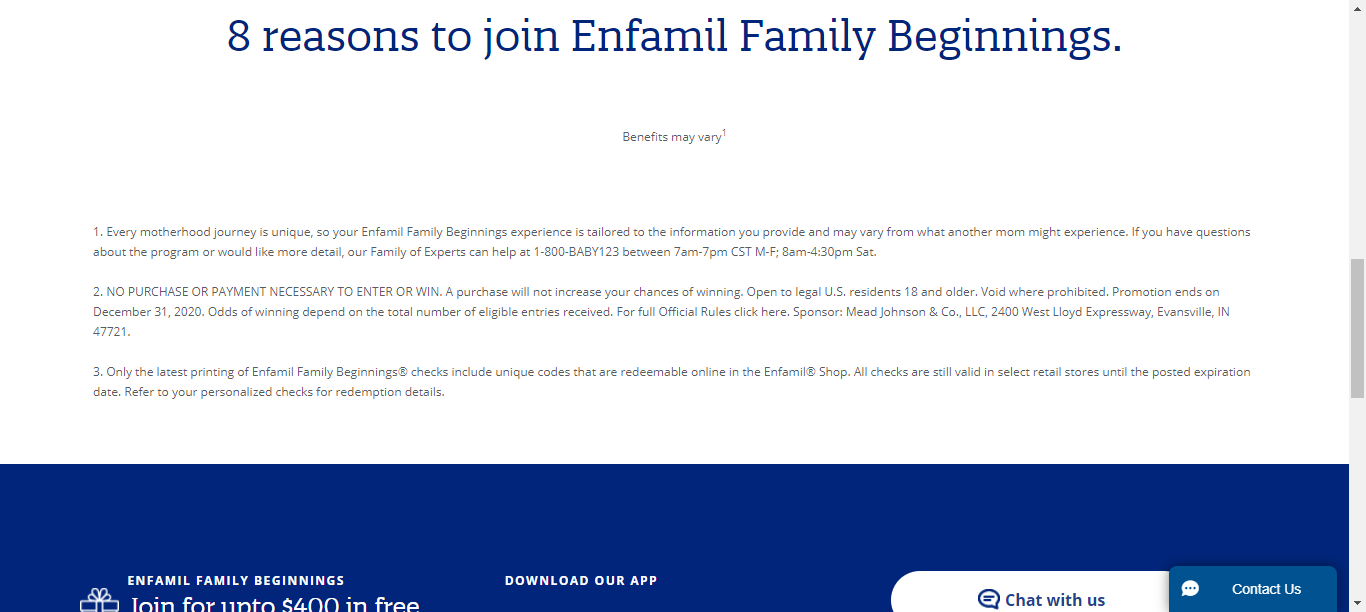 8 reasons to join Enfamil Family Beginnings.
Benefits may vary1
1. Every motherhood journey is unique, so your Enfamil Family Beginnings experience is tailored to the information you provide and may vary from what another mom might experience. If you have questions
about the program or would like more detail, our Family of Experts can help at 1-800-BABY123 between 7am-7pm CST M-F; 8am-4:30pm Sat.
2. NO PURCHASE OR PAYMENT NECESSARY TO ENTER OR WIN. A purchase will not increase your chances of winning. Open to legal U.S. residents 18 and older. Void where prohibited. Promotion ends on
December 31, 2020. Odds of winning depend on the total number of eligible entries received. For full Official Rules click here. Sponsor: Mead Johnson & Co., LLC, 2400 West Lloyd Expressway, Evansville, IN
47721.
3. Only the latest printing of Enfamil Family Beginnings® checks include unique codes that are redeemable online in the Enfamil® Shop. All checks are still valid in select retail stores until the posted expiration
date. Refer to your personalized checks for redemption details.
ENFAMIL FAMILY BEGINNINGS
Join for upto $400 in free
DOWNLOAD OUR APP
Chat with us
Contact Us